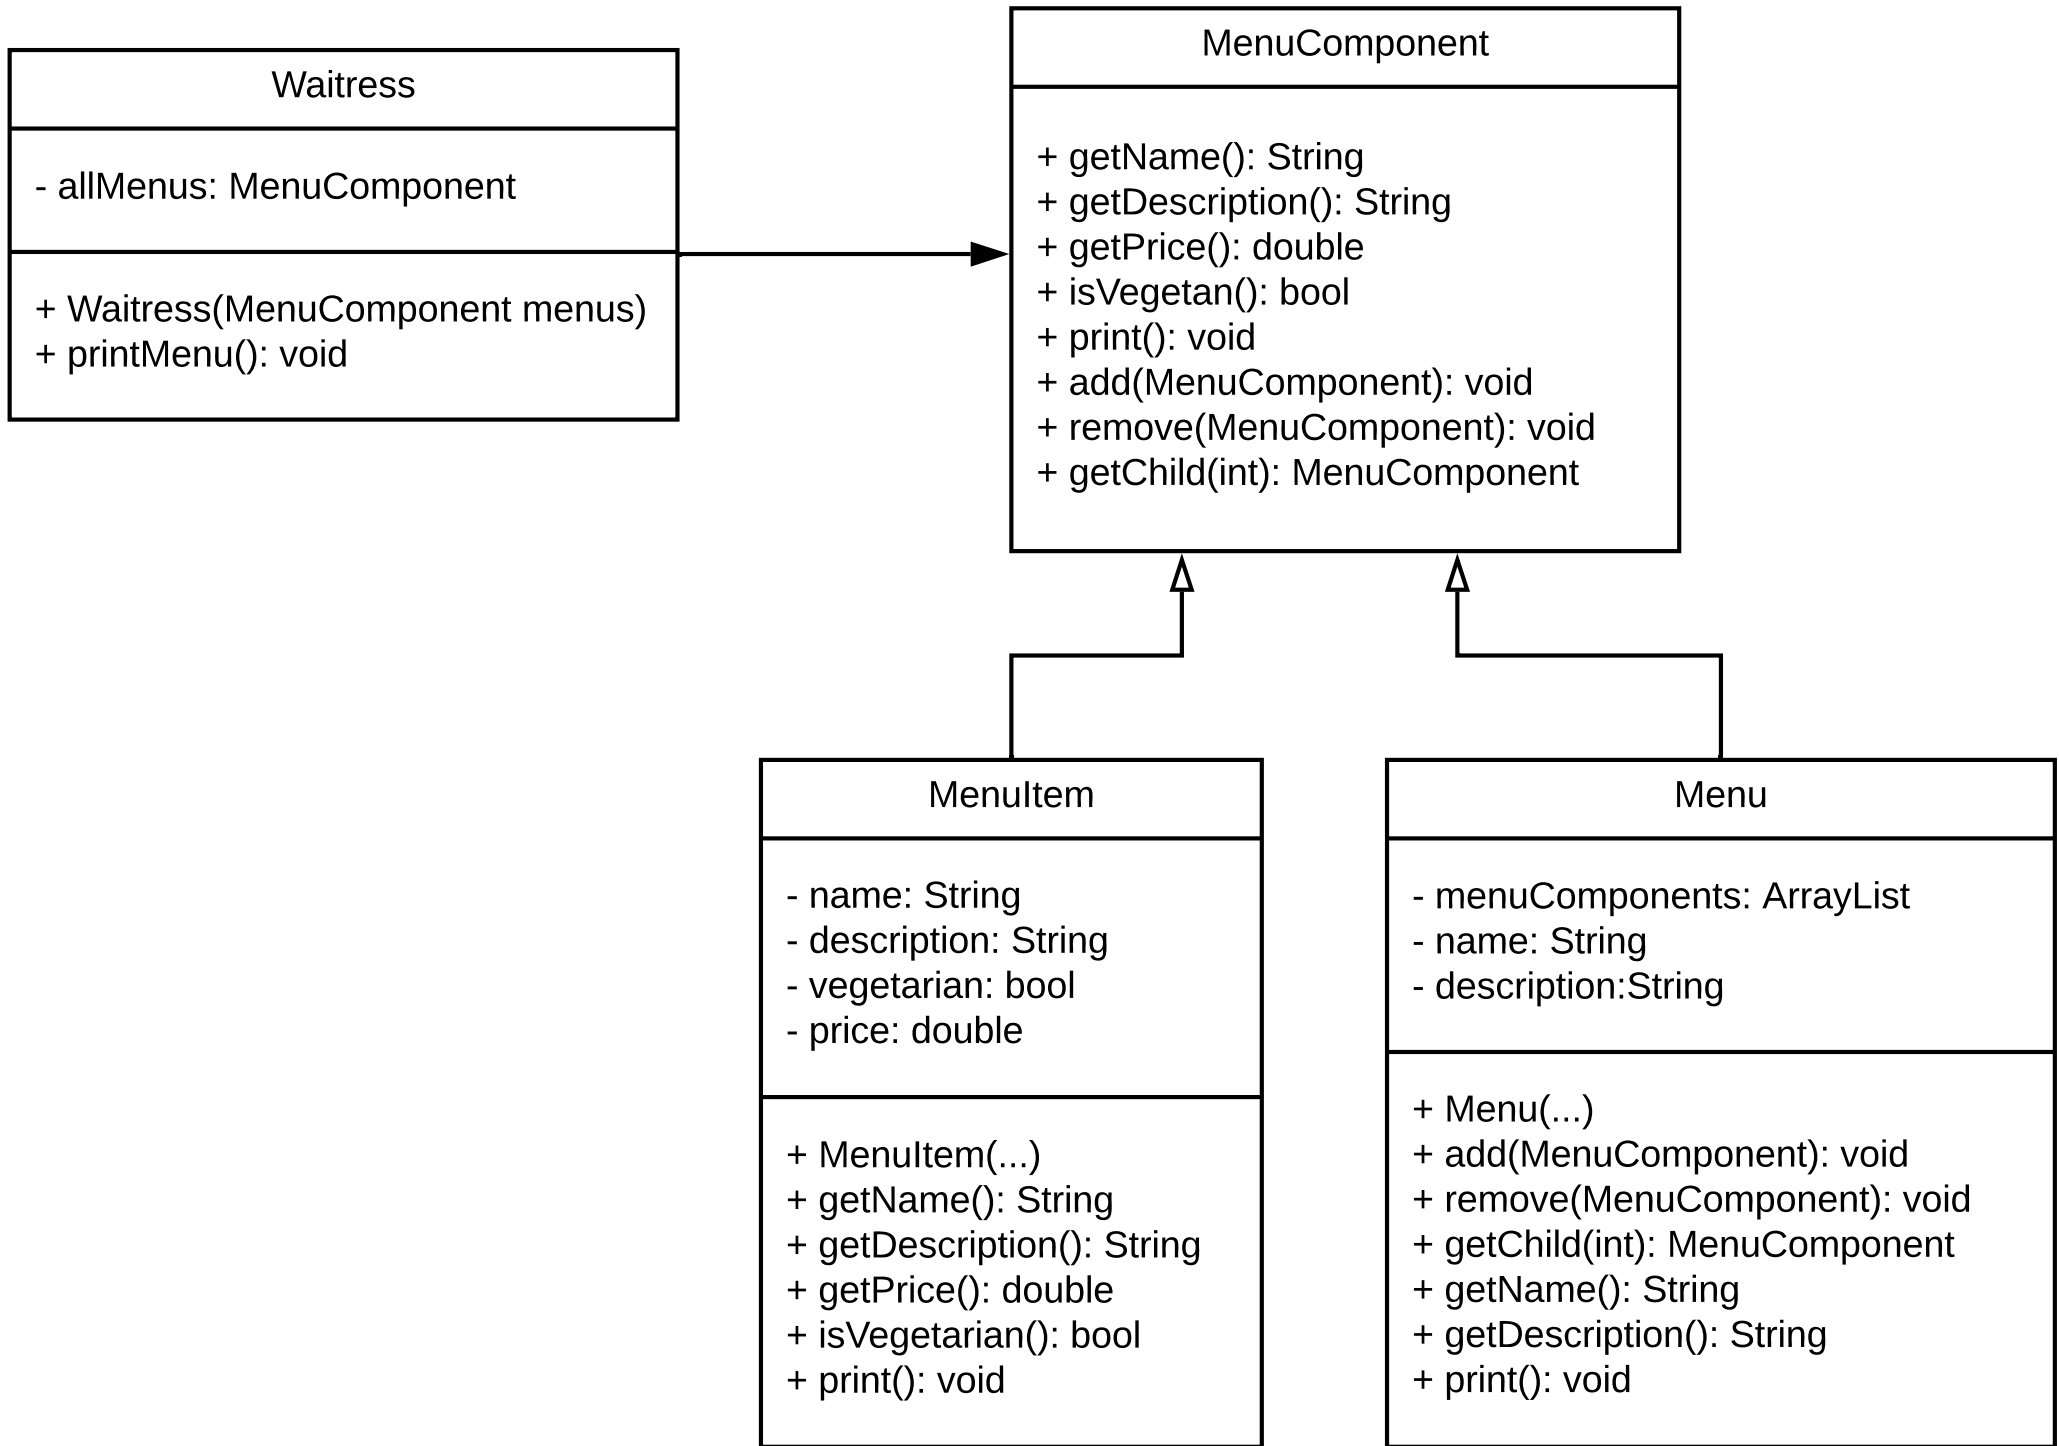 Waitress
- allMenus: MenuComponent
+ Waitress(MenuComponent menus)
+ printMenu(): void
MenuComponent
+ getName(): String
+ getDescription(): String
+ getPrice(): double
+ isVegetan(): bool
+ print(): void
+ add(MenuComponent): void
+ remove(MenuComponent): void
+ getChild(int): MenuComponent
MenuItem
- name: String
- description: String
- vegetarian: bool
- price: double
+ MenuItem(...)
+ getName(): String
+ getDescription(): String
+ getPrice(): double
+ isVegetarian(): bool
+ print(): void
Menu
- menuComponents: ArrayList
- name: String
- description:String
+ Menu(...)
+ add(MenuComponent): void
+ remove(MenuComponent): void
+ getChild(int): MenuComponent
+ getName(): String
+ getDescription(): String
+ print(): void